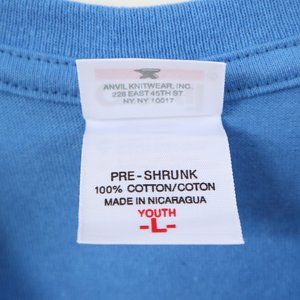 ANVIL KNITWEAR, INC.
228 EAST 45TH ST
NY NY 10017
PRE-SHRUNK
100% COTTON/COTON
MADE IN NICARAGUA
YOUTH
-L-